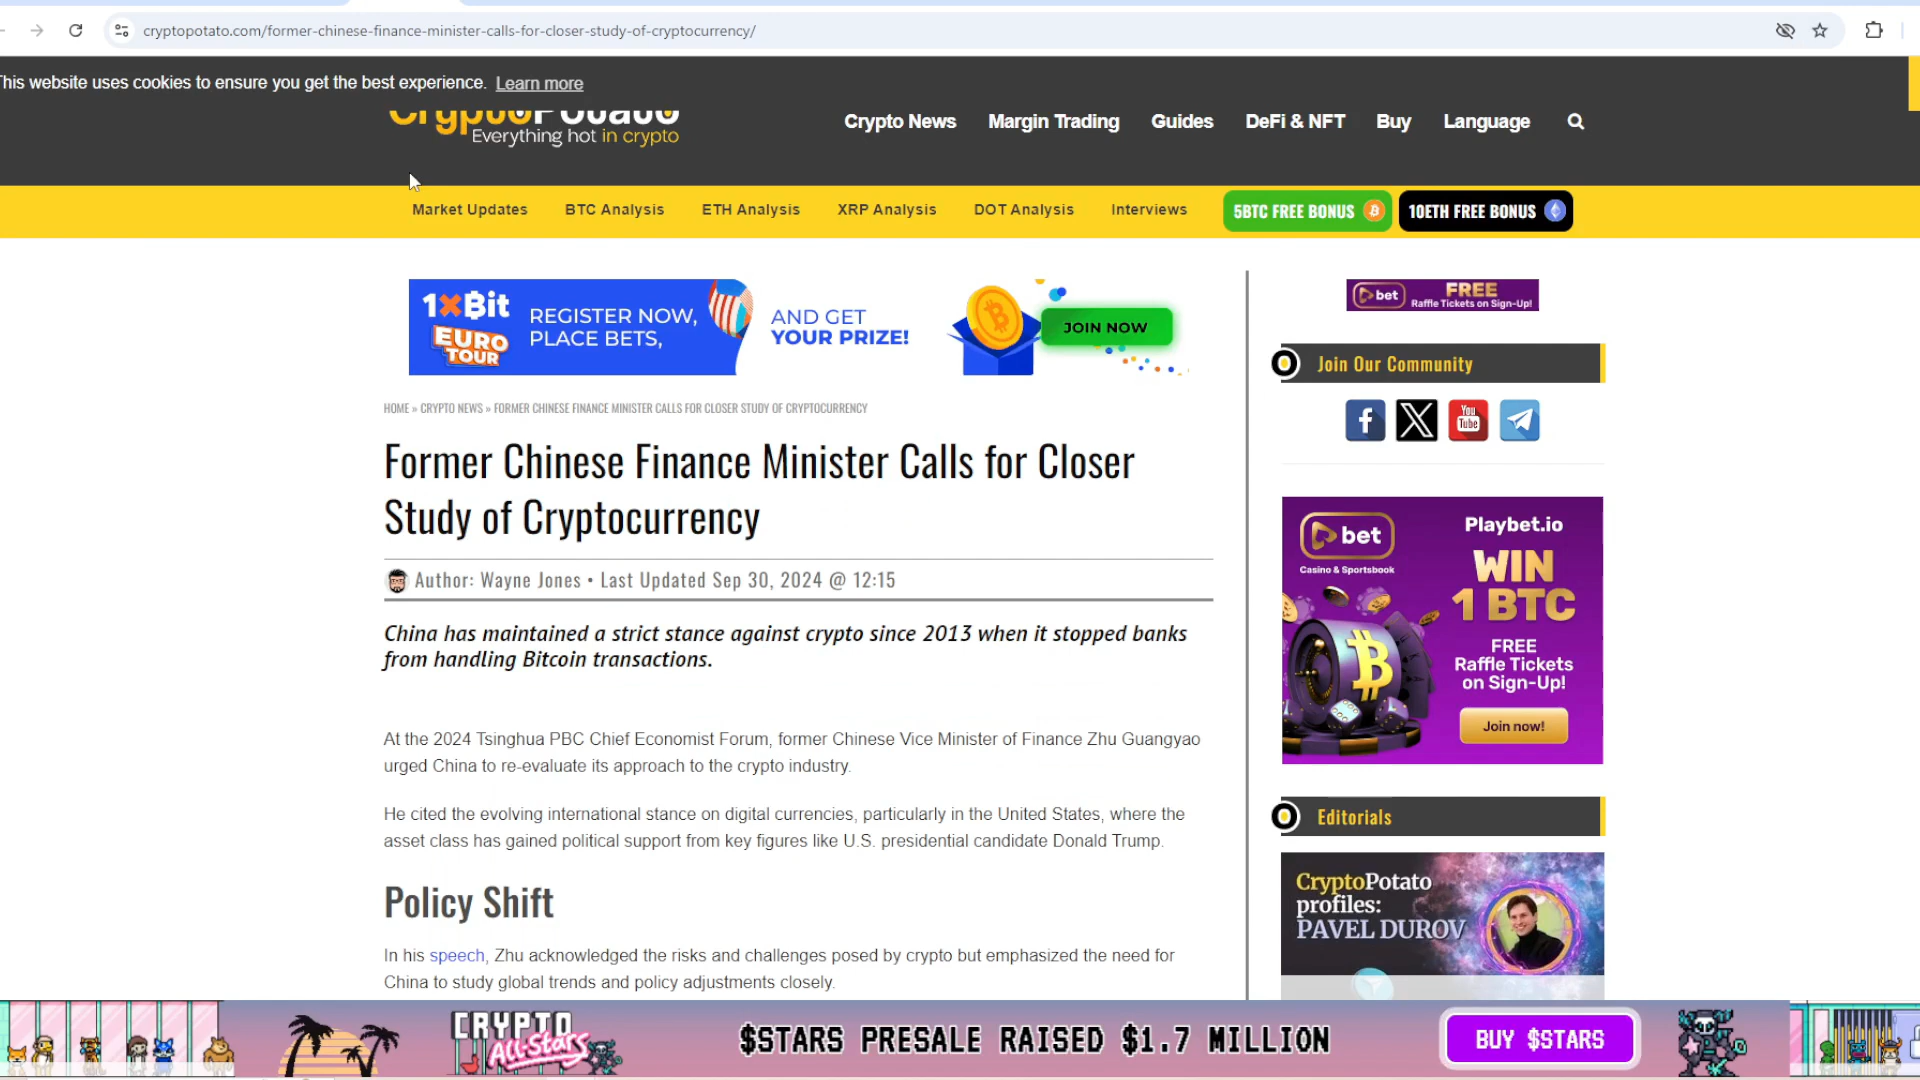 cryptopotato.com/former-chinese-finance-minister-calls-for-closer-study-of-cryptocurrency/
This website uses cookies to ensure you get the best experience. Learn more
CryptoPotato
Everything hot in crypto
Crypto News Margin Trading Guides DeFi & NFT Buy Language
Market Updates BTC Analysis ETH Analysis XRP Analysis DOT Analysis Interviews 5BTC FREE BONUS 10ETH FREE BONUS
1xBit
EURO
TOUR
REGISTER NOW,
PLACE BETS,
AND GET
YOUR PRIZE!
JOIN NOW
bet FREE
Raffle Tickets on Sign-Up!
Join Our Community
You
Tube
HOME » CRYPTO NEWS » FORMER CHINESE FINANCE MINISTER CALLS FOR CLOSER STUDY OF CRYPTOCURRENCY
Former Chinese Finance Minister Calls for Closer
Study of Cryptocurrency
Author: Wayne Jones • Last Updated Sep 30, 2024 @ 12:15
China has maintained a strict stance against crypto since 2013 when it stopped banks
from handling Bitcoin transactions.
At the 2024 Tsinghua PBC Chief Economist Forum, former Chinese Vice Minister of Finance Zhu Guangyao
urged China to re-evaluate its approach to the crypto industry.
He cited the evolving international stance on digital currencies, particularly in the United States, where the
asset class has gained political support from key figures like U.S. presidential candidate Donald Trump.
Policy Shift
In his speech, Zhu acknowledged the risks and challenges posed by crypto but emphasized the need for
China to study global trends and policy adjustments closely.
bet
Casino & Sportsbook
Playbet.io
WIN
1 BTC
FREE
Raffle Tickets
on Sign-Up!
Join now!
Editorials
CryptoPotato
profiles:
PAVEL DUROV
CRYPTO
All-Stars
$STARS PRESALE RAISED $1.7 MILLION
BUY $STARS